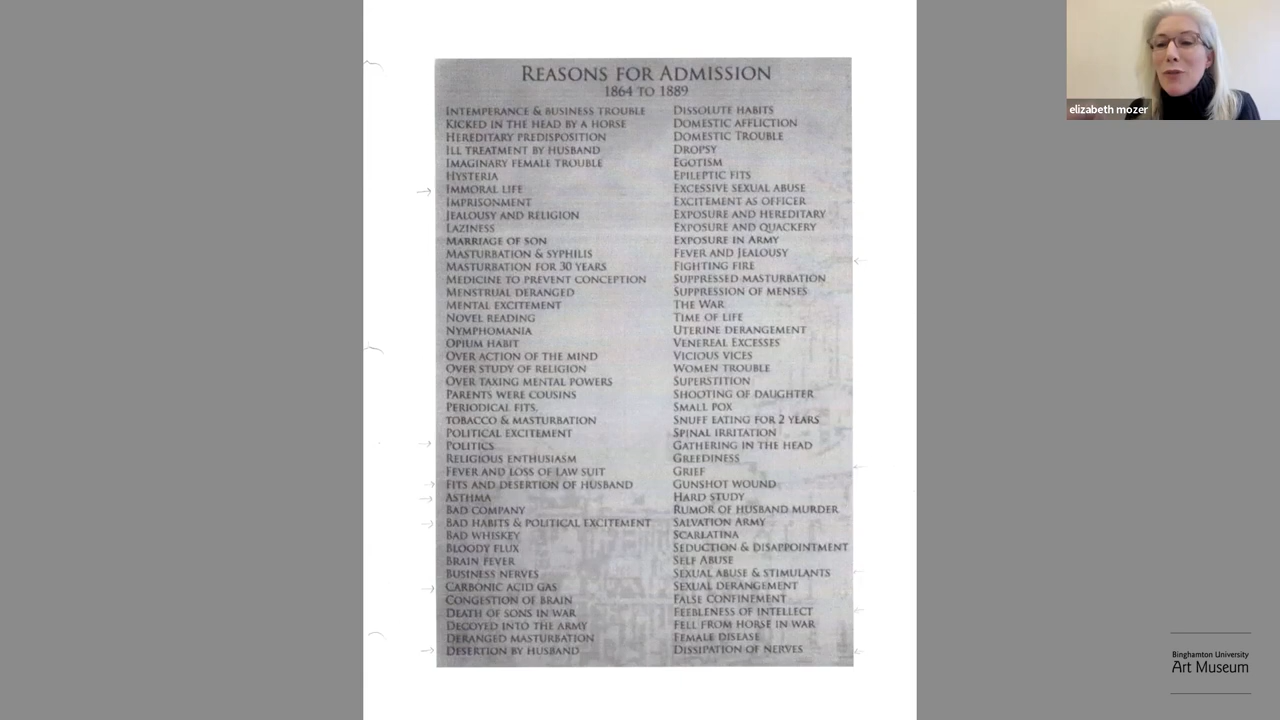 REASONS FOR ADMISSION
1864 TO 1889
INTEMPERANCE & BUSINESS TROUBLE
KICKED IN THE HEAD BY A HORSE
HEREDITARY PREDISPOSITION
ILL TREATMENT BY HUSBAND
IMAGINARY FEMALE TROUBLE
HYSTERIA
IMMORAL LIFE
IMPRISONMENT
JEALOUSY AND RELIGION
LAZINESS
MARRIAGE OF SON
MASTURBATION & SYPHILIS
MASTURBATION FOR 30 YEARS
MEDICINE TO PREVENT CONCEPTION
MENSTRUAL DERANGED
MENTAL EXCITEMENT
NOVEL READING
NYMPHOMANIA
OPIUM HABIT
OVER ACTION OF THE MIND
OVER STUDY OF RELIGION
OVER TAXING MENTAL POWERS
PARENTS WERE COUSINS
PERIODICAL FITS.
TOBACCO & MASTURBATION
POLITICAL EXCITEMENT
POLITICS
RELIGIOUS ENTHUSIASM
FEVER AND LOSS OF LAW SUIT
FITS AND DESERTION OF HUSBAND
ASTHMA
BAD COMPANY
BAD HABITS & POLITICAL EXCITEMENT
BAD WHISKEY
BLOODY FLUX
BRAIN FEVER
BUSINESS NERVES
CARBONIC ACID GAS
CONGESTION OF BRAIN
DEATH OF SONS IN WAR
DECOYED INTO THE ARMY
DERANGED MASTURBATION
DESERTION BY HUSBAND
DISSOLUTE HABITS
DOMESTIC AFFLICTION
DOMESTIC TROUBLE
DROPSY
EGOTISM
EPILEPTIC FITS
EXCESSIVE SEXUAL ABUSE
EXCITEMENT AS OFFICER
EXPOSURE AND HEREDITARY
EXPOSURE AND QUACKERY
EXPOSURE IN ARMY
FEVER AND JEALOUSY
FIGHTING FIRE
SUPPRESSED MASTURBATION
SUPPRESSION OF MENSES
THE WAR
TIME OF LIFE
UTERINE DERANGEMENT
VENEREAL EXCESSES
VICIOUS VICES
WOMEN TROUBLE
SUPERSTITION
SHOOTING OF DAUGHTER
SMALL POX
SNUFF EATING FOR 2 YEARS
SPINAL IRRITATION
GATHERING IN THE HEAD
GREEDINESS
GRIEF
GUNSHOT WOUND
HARD STUDY
RUMOR OF HUSBAND MURDER
SALVATION ARMY
SCARLATINA
SEDUCTION & DISAPPOINTMENT
SELF ABUSE
SEXUAL ABUSE & STIMULANTS
SEXUAL DERANGEMENT
FALSE CONFINEMENT
FEEBLENESS OF INTELLECT
FELL FROM HORSE IN WAR
FEMALE DISEASE
DISSIPATION OF NERVES
elizabeth mozer
Binghamton University
Art Museum